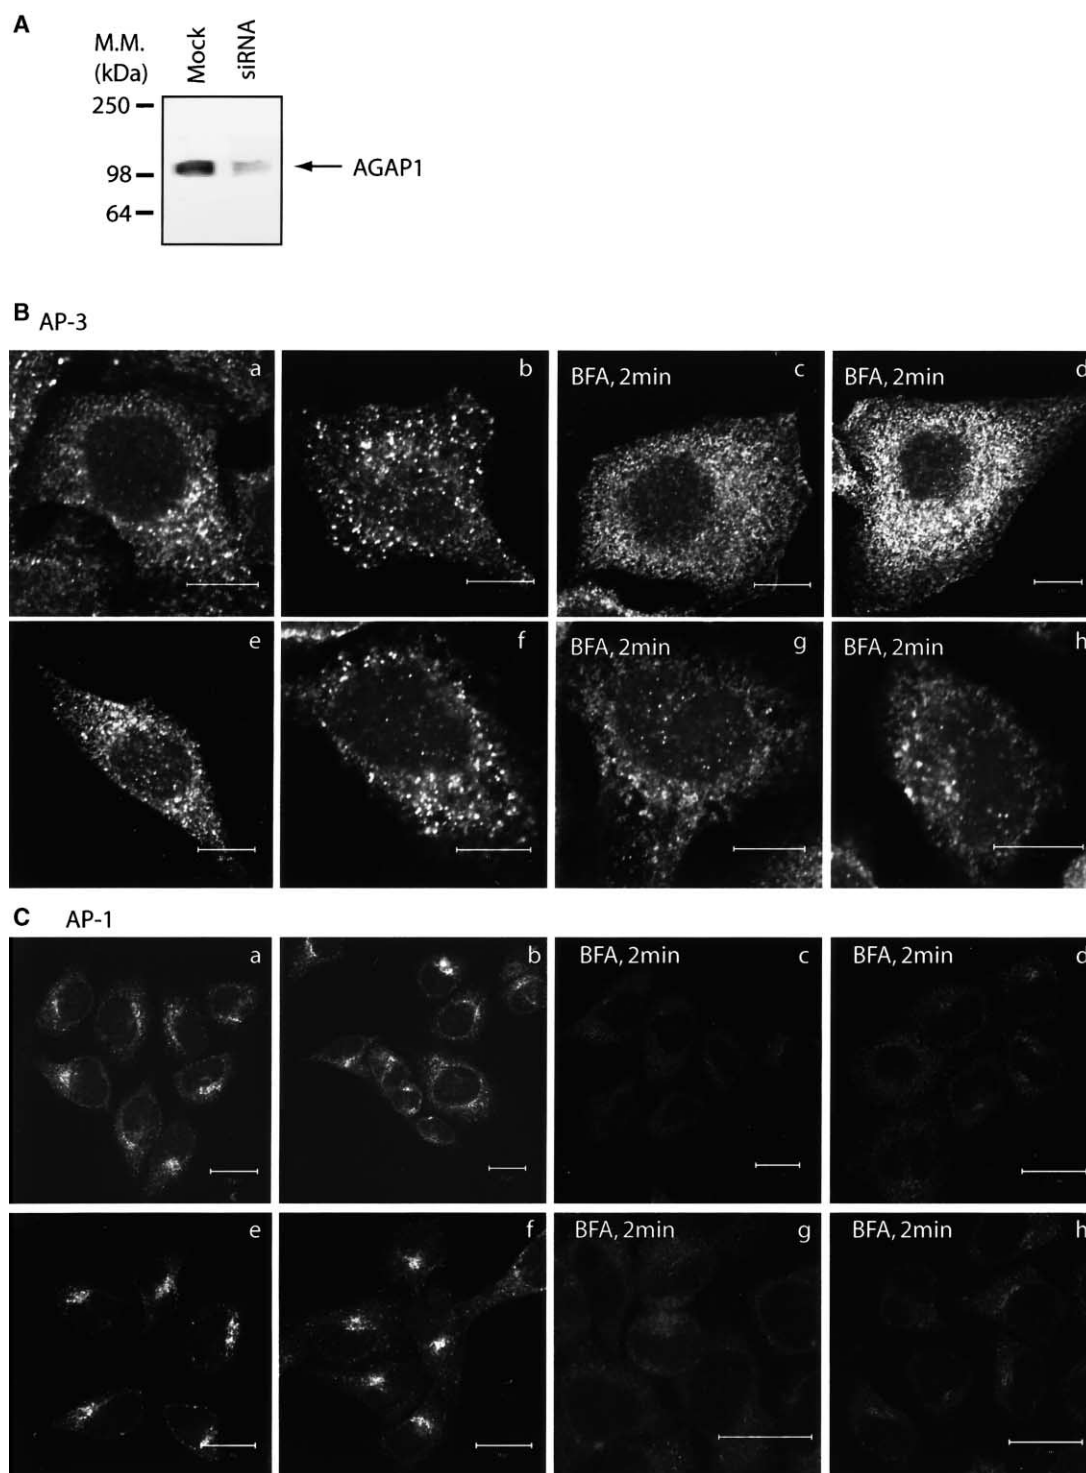 A
M.M.
(kDa)
Mock
siRNA
250
98
64
AGAP1
B AP-3
a
b
BFA, 2min c
BFA, 2min d
e
f
BFA, 2min g
BFA, 2min h
C AP-1
a
b
BFA, 2min c
BFA, 2min d
e
f
BFA, 2min g
BFA, 2min h